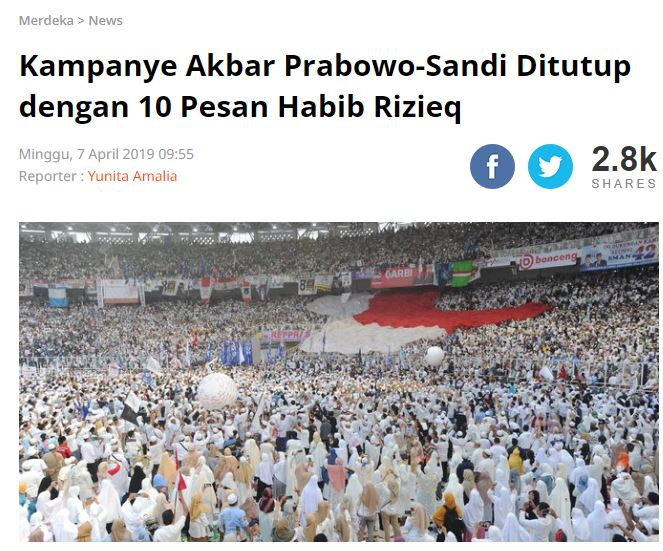 Merdeka > News
Kampanye Akbar Prabowo-Sandi Ditutup
dengan 10 Pesan Habib Rizieq
Minggu, 7 April 2019 09:55
Reporter : Yunita Amalia
2.8k
SHARES
bonceng
GARBI